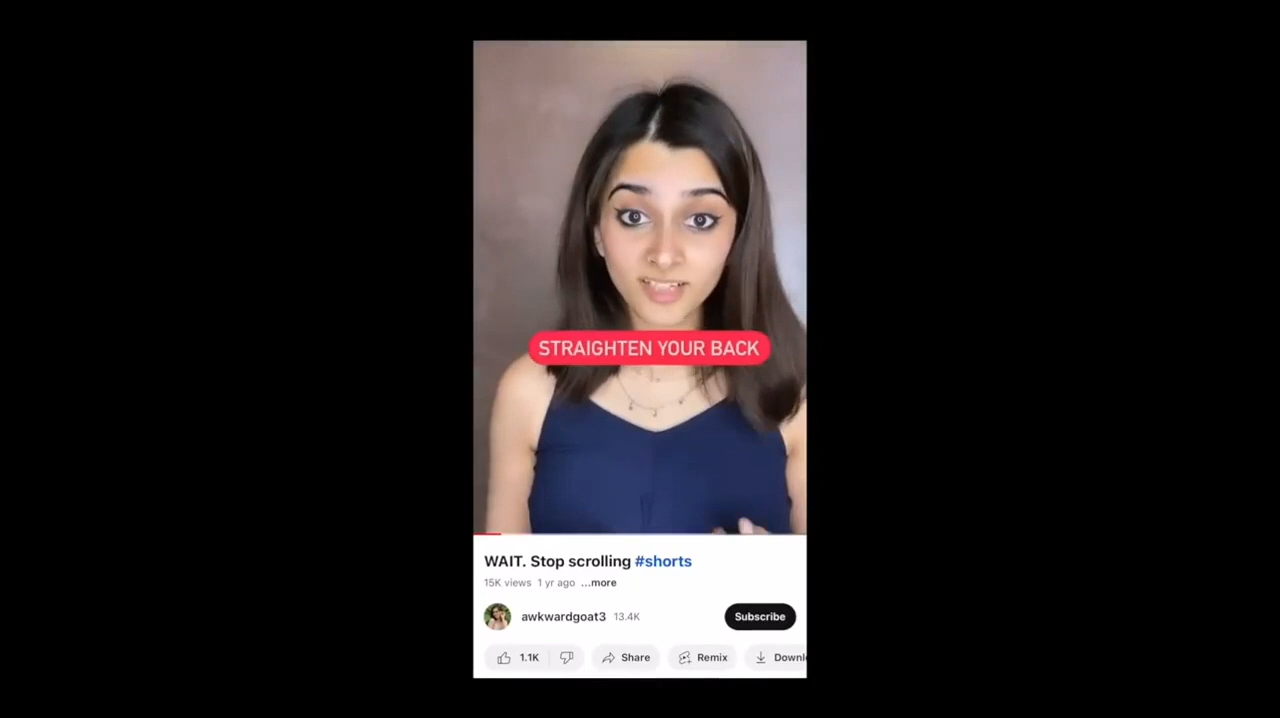 STRAIGHTEN YOUR BACK
WAIT. Stop scrolling #shorts
15K views 1 yr ago ...more
awkwardgoat3 13.4K Subscribe
1.1K Share Remix Downl